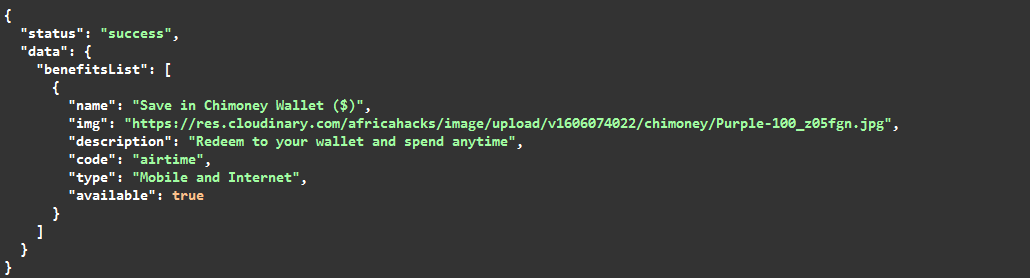 {
  "status": "success",
  "data": {
    "benefitsList": [
      {
        "name": "Save in Chimoney Wallet ($)",
        "img": "https://res.cloudinary.com/africahacks/image/upload/v1606074022/chimoney/Purple-100_z05fgn.jpg",
        "description": "Redeem to your wallet and spend anytime",
        "code": "airtime",
        "type": "Mobile and Internet",
        "available": true
      }
    ]
  }
}